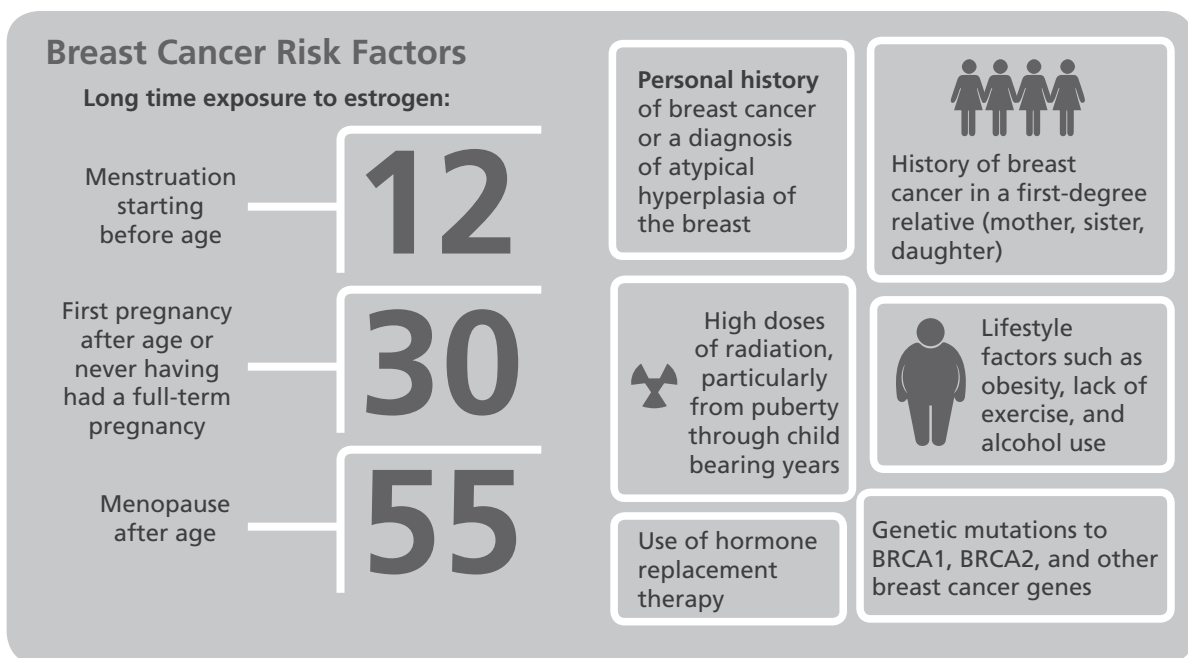 Breast Cancer Risk Factors
Long time exposure to estrogen:
Menstruation
starting
before age
12
First pregnancy
after age or
never having
had a full-term
pregnancy
30
Menopause
after age
55
Personal history
of breast cancer
or a diagnosis
of atypical
hyperplasia of
the breast
History of breast
cancer in a first-degree
relative (mother, sister,
daughter)
High doses
of radiation,
particularly
from puberty
through child
bearing years
Lifestyle
factors such as
obesity, lack of
exercise, and
alcohol use
Use of hormone
replacement
therapy
Genetic mutations to
BRCA1, BRCA2, and other
breast cancer genes